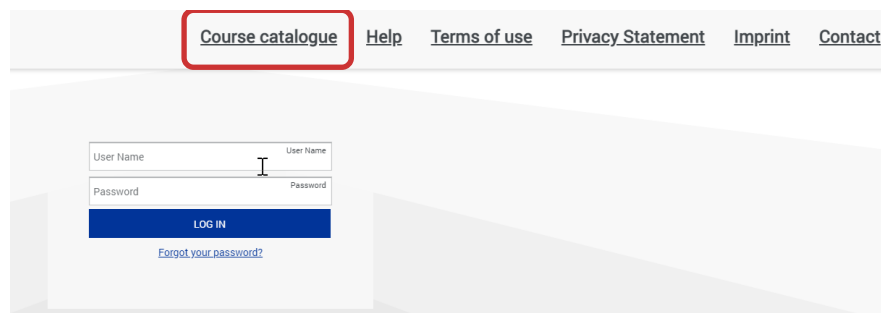 Course catalogue Help Terms of use Privacy Statement Imprint Contact
User Name User Name
Password Password
LOG IN
Forgot your password?